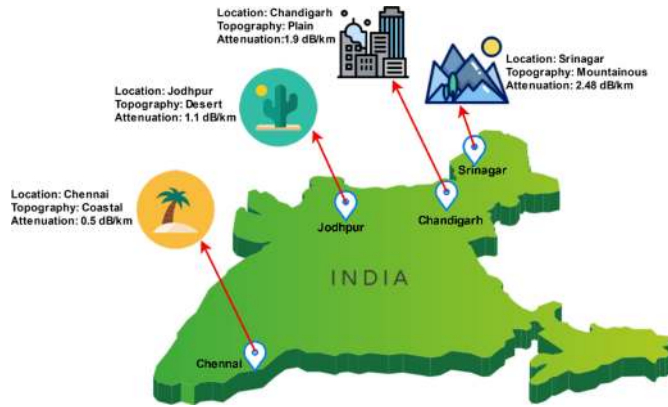 Location: Chandigarh
Topography: Plain
Attenuation:1.9 dB/km
Location: Srinagar
Topography: Mountainous
Attenuation: 2.48 dB/km
Location: Jodhpur
Topography: Desert
Attenuation: 1.1 dB/km
Location: Chennai
Topography: Coastal
Attenuation: 0.5 dB/km
Srinagar
Chandigarh
Jodhpur
INDIA
Chennai